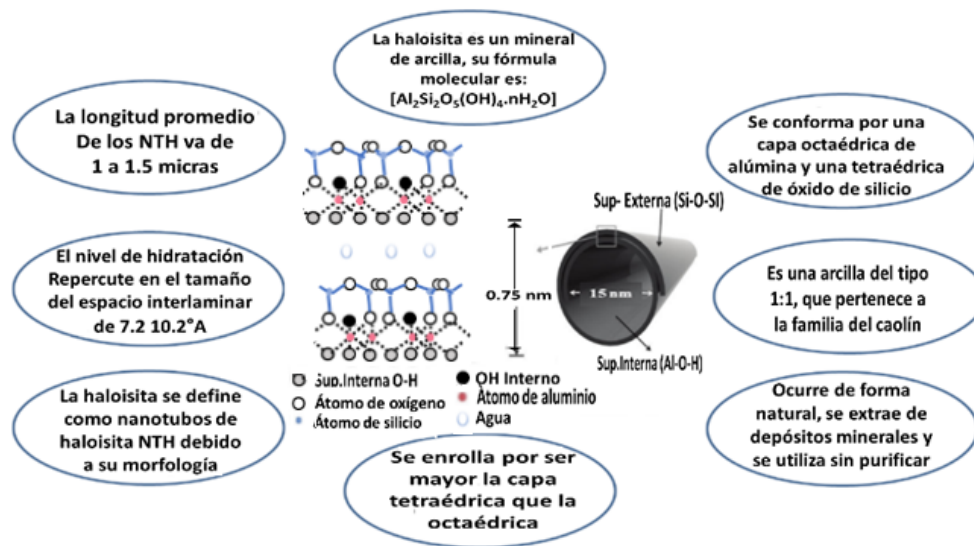 La haloisita es un mineral
de arcilla, su fórmula
molecular es:
[Al₂Si₂O₅(OH)₄.nH₂O]
La longitud promedio
De los NTH va de
1 a 1.5 micras
Se conforma por una
capa octaédrica de
alúmina y una tetraédrica
de óxido de silicio
Sup- Externa (Si-O-SI)
El nivel de hidratación
Repercute en el tamaño
del espacio interlaminar
de 7.2 10.2°A
0.75 nm
15 nm
Es una arcilla del tipo
1:1, que pertenece a
la familia del caolín
Sup.Interna (Al-O-H)
Sup.Interna O-H
OH Interno
Átomo de oxígeno
Átomo de aluminio
Átomo de silicio
Agua
La haloisita se define
como nanotubos de
haloisita NTH debido
a su morfología
Ocurre de forma
natural, se extrae de
depósitos minerales y
se utiliza sin purificar
Se enrolla por ser
mayor la capa
tetraédrica que la
octaédrica